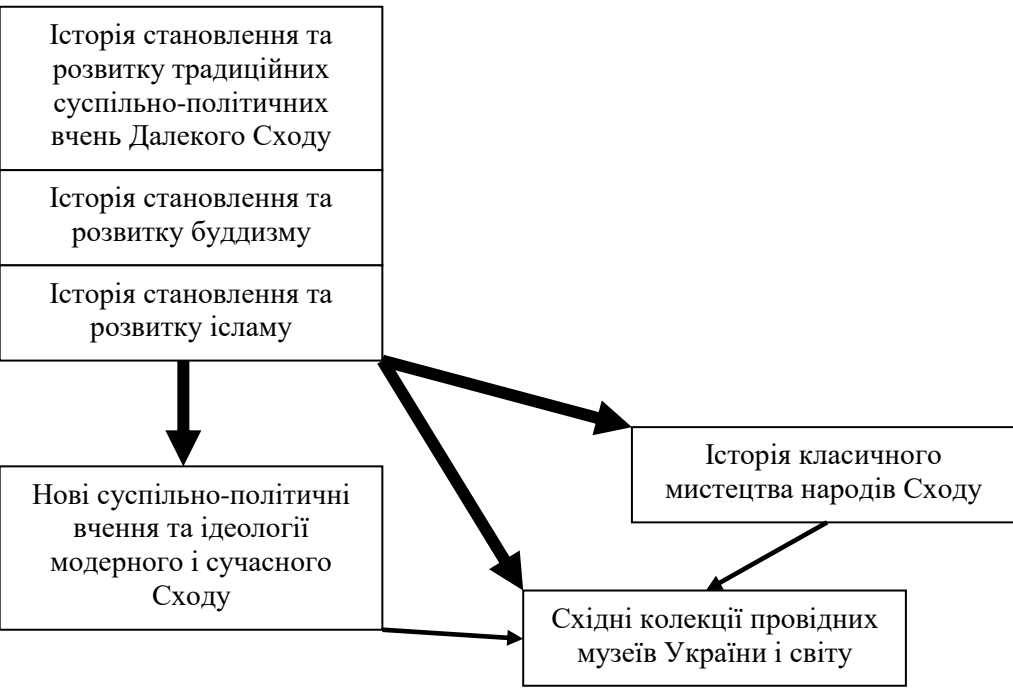 Історія становлення та
розвитку традиційних
суспільно-політичних
вчень Далекого Сходу
Історія становлення та
розвитку буддизму
Історія становлення та
розвитку ісламу
Історія класичного
мистецтва народів Сходу
Нові суспільно-політичні
вчення та ідеології
модерного і сучасного
Сходу
Східні колекції провідних
музеїв України і світу